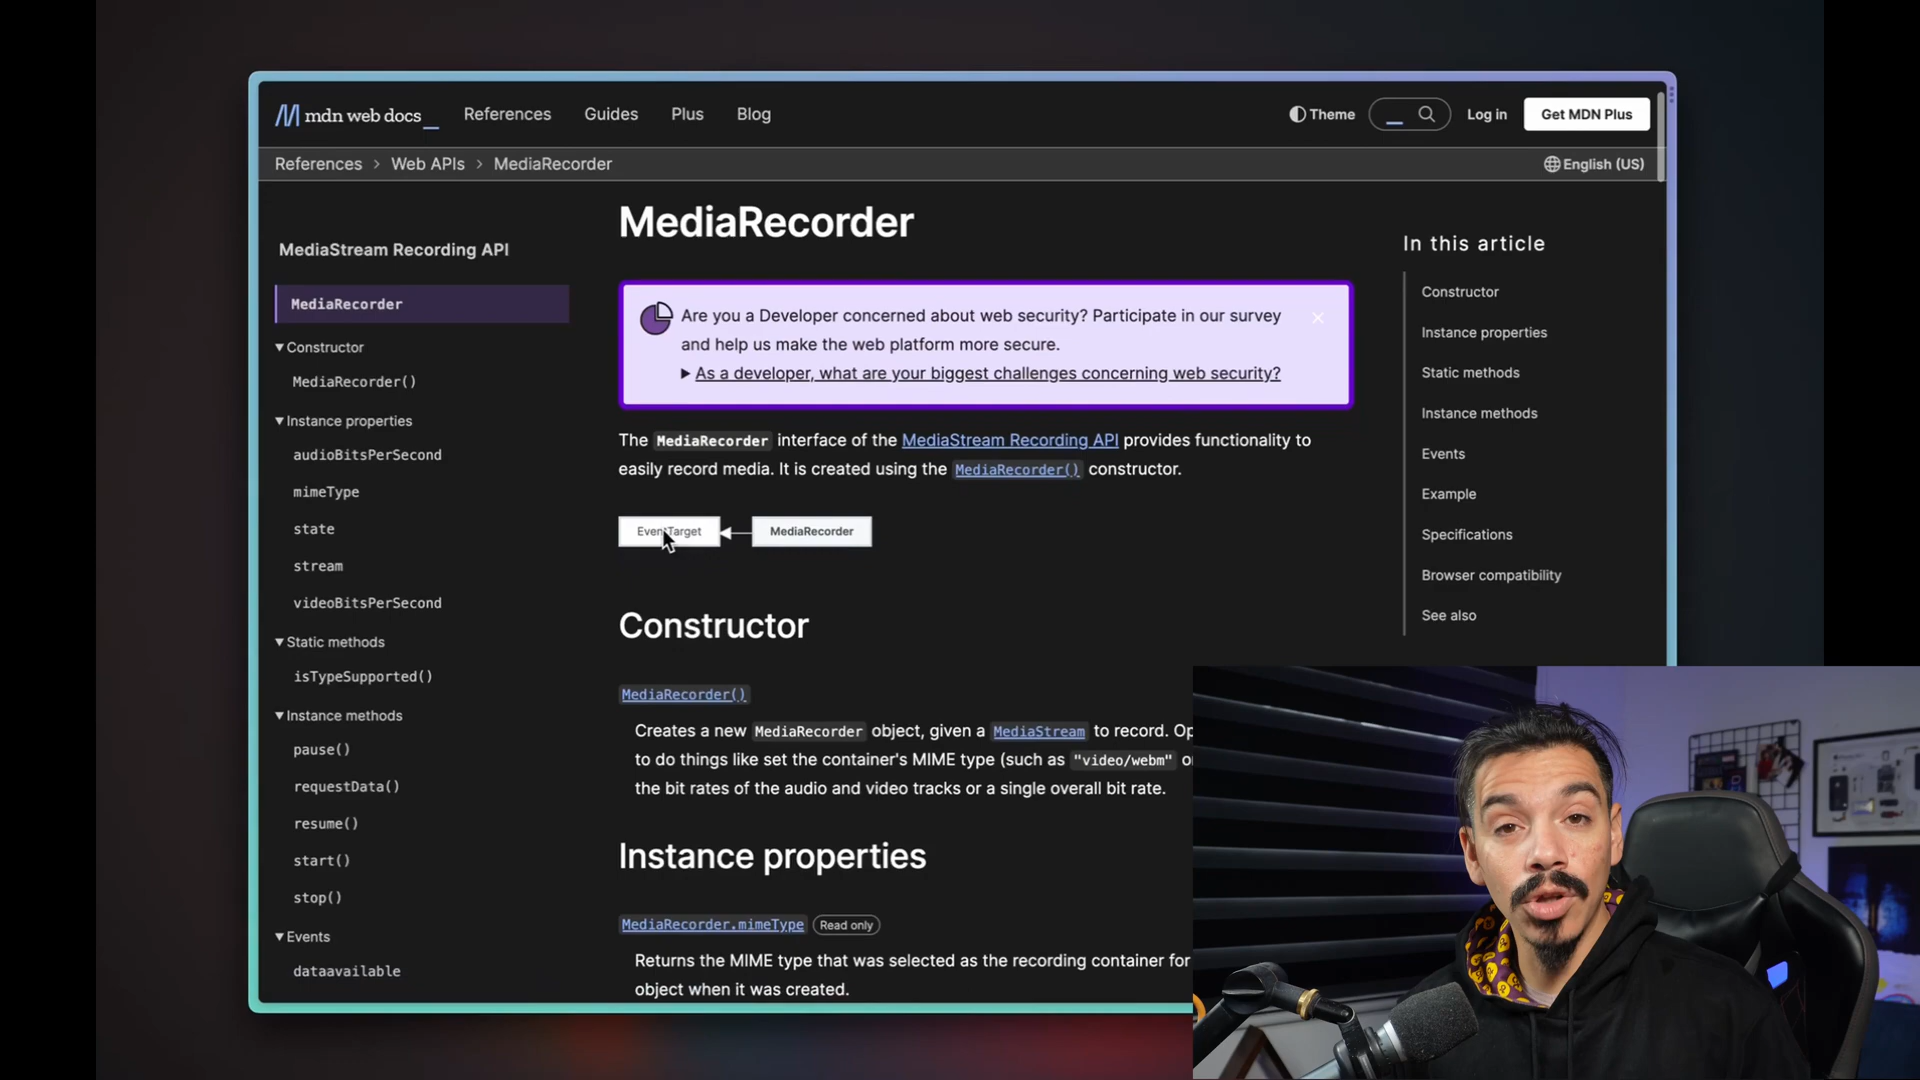 mdn web docs_
References
Guides
Plus
Blog
Theme
Log in
Get MDN Plus
References > Web APIs > MediaRecorder
English (US)
MediaStream Recording API
MediaRecorder
Constructor
MediaRecorder()
Instance properties
audioBitsPerSecond
mimeType
state
stream
videoBitsPerSecond
Static methods
isTypeSupported()
Instance methods
pause()
requestData()
resume()
start()
stop()
Events
dataavailable
MediaRecorder
Are you a Developer concerned about web security? Participate in our survey
and help us make the web platform more secure.
As a developer, what are your biggest challenges concerning web security?
The MediaRecorder interface of the MediaStream Recording API provides functionality to
easily record media. It is created using the MediaRecorder() constructor.
EventTarget
MediaRecorder
Constructor
MediaRecorder()
Creates a new MediaRecorder object, given a MediaStream to record. Op
to do things like set the container's MIME type (such as "video/webm" or
the bit rates of the audio and video tracks or a single overall bit rate.
Instance properties
MediaRecorder.mimeType Read only
Returns the MIME type that was selected as the recording container for
object when it was created.
In this article
Constructor
Instance properties
Static methods
Instance methods
Events
Example
Specifications
Browser compatibility
See also